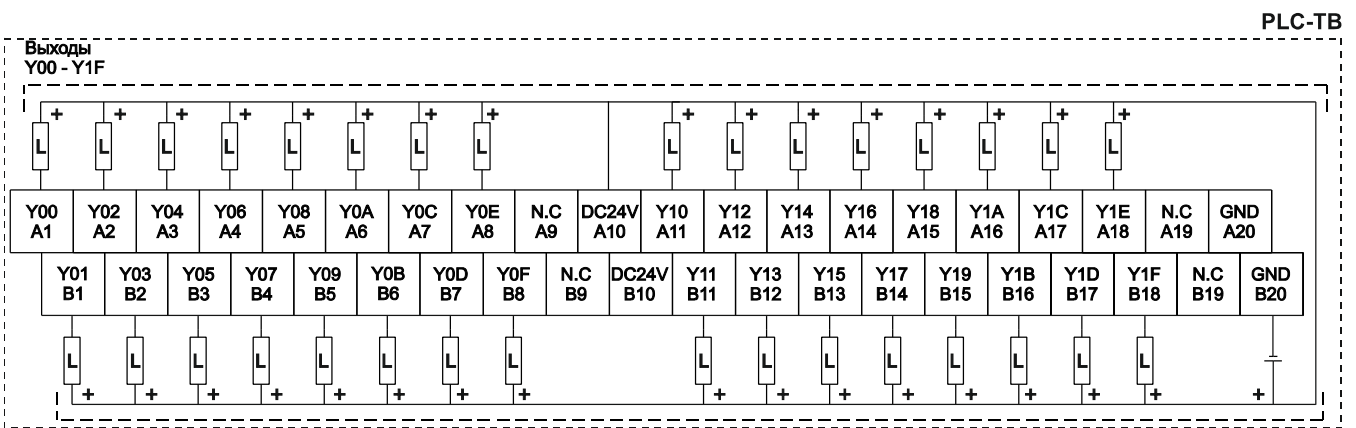 PLC-TB
Выходы
Y00 - Y1F
+ + + + + + + + + + + + + + + +
L L L L L L L L L L L L L L L L
Y00 Y02 Y04 Y06 Y08 Y0A Y0C Y0E N.C DC24V Y10 Y12 Y14 Y16 Y18 Y1A Y1C Y1E N.C GND
A1 A2 A3 A4 A5 A6 A7 A8 A9 A10 A11 A12 A13 A14 A15 A16 A17 A18 A19 A20
Y01 Y03 Y05 Y07 Y09 Y0B Y0D Y0F N.C DC24V Y11 Y13 Y15 Y17 Y19 Y1B Y1D Y1F N.C GND
B1 B2 B3 B4 B5 B6 B7 B8 B9 B10 B11 B12 B13 B14 B15 B16 B17 B18 B19 B20
L L L L L L L L L L L L L L L L
+ + + + + + + + + + + + + + + + +